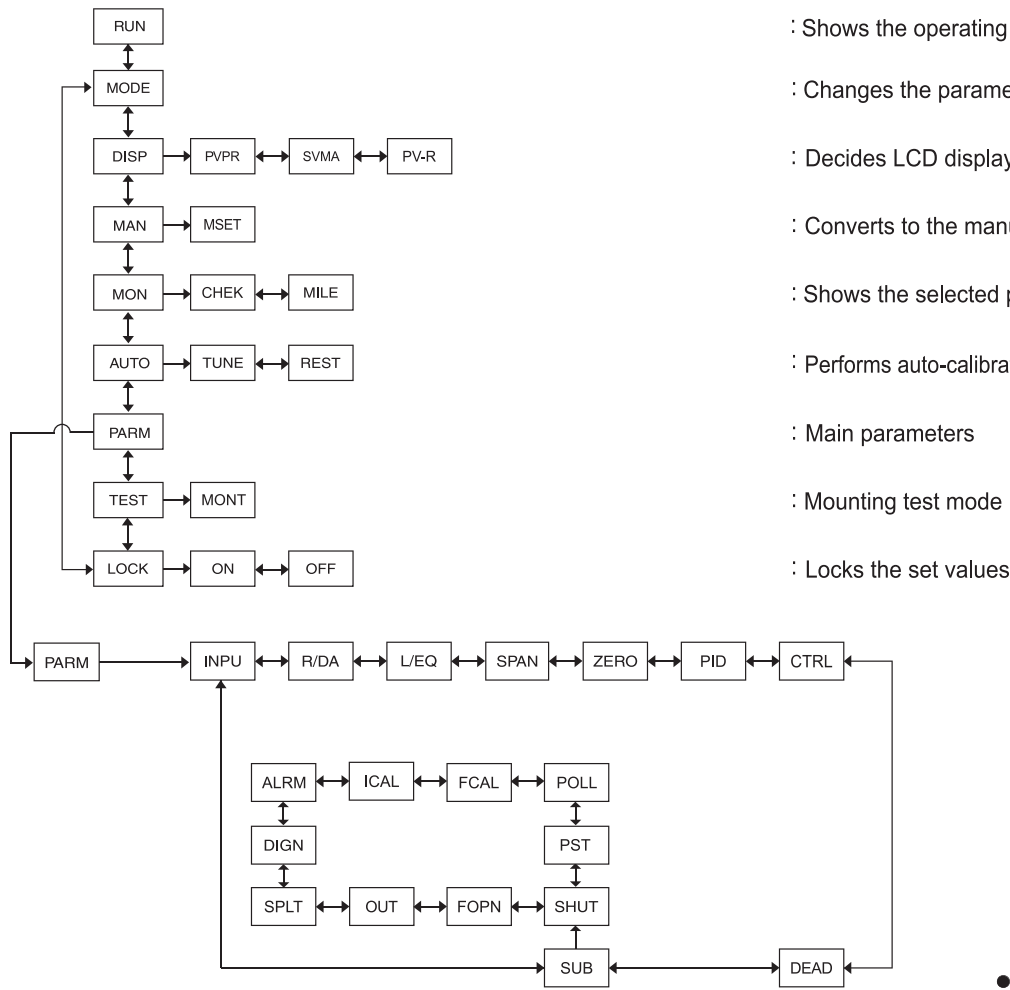 RUN : Shows the operating
MODE
DISP PVPR SVMA PV-R : Decides LCD display
MAN MSET
MON CHEK MILE : Shows the selected
AUTO TUNE REST
PARM : Main parameters
TEST MONT : Mounting test mode
LOCK ON OFF : Locks the set values
: Changes the parame
: Converts to the manu
: Performs auto-calibra
PARM INPU R/DA L/EQ SPAN ZERO PID CTRL
ALRM ICAL FCAL POLL
DIGN PST
SPLT OUT FOPN SHUT
SUB DEAD